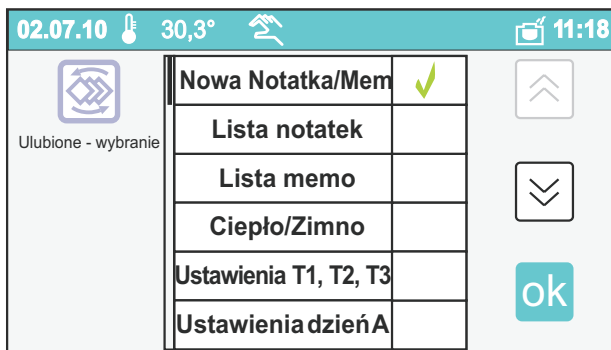 02.07.10 30,3° 11:18
Ulubione - wybranie
Nowa Notatka/Mem
Lista notatek
Lista memo
Ciepło/Zimno
Ustawienia T1, T2, T3
Ustawienia dzień A
ok